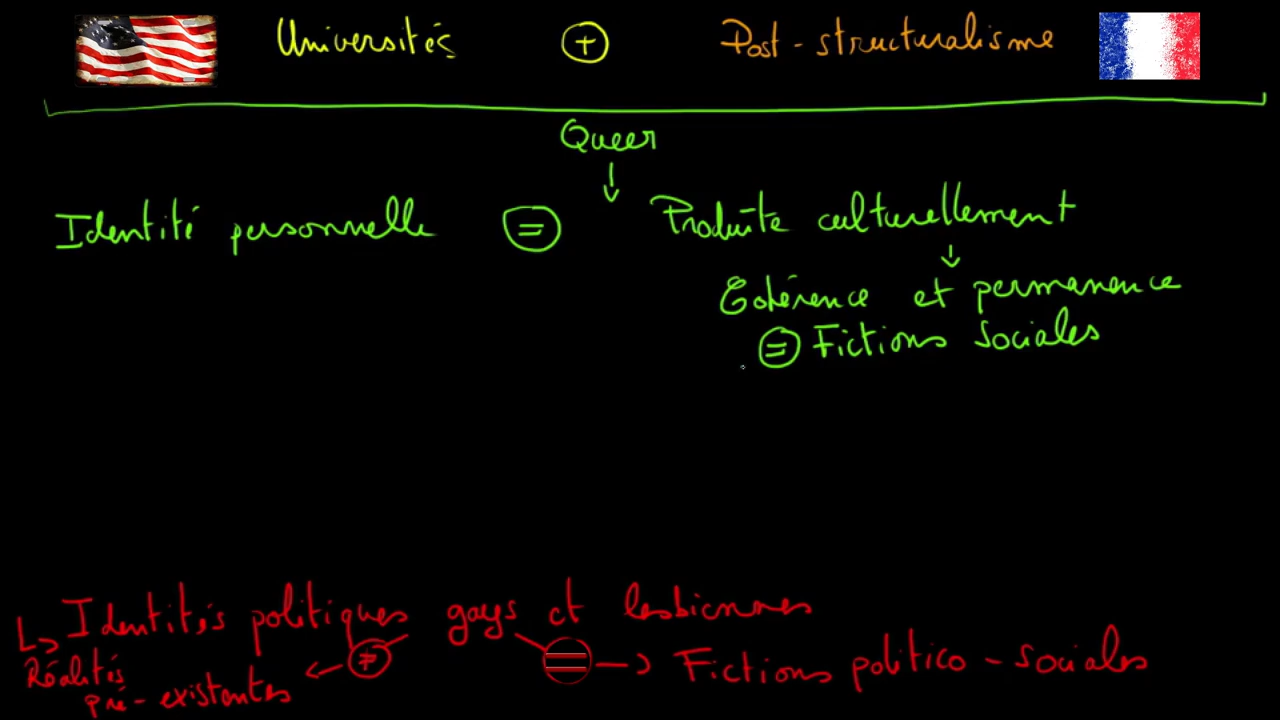 Universités + Post-structuralisme
Queer
↓
Identité personnelle = Produite culturellement
↓
Cohérence et permanence
= Fictions sociales
↳ Identités politiques gays et lesbiennes
← ≠ = → Fictions politico-sociales
Réalités
pré-existantes